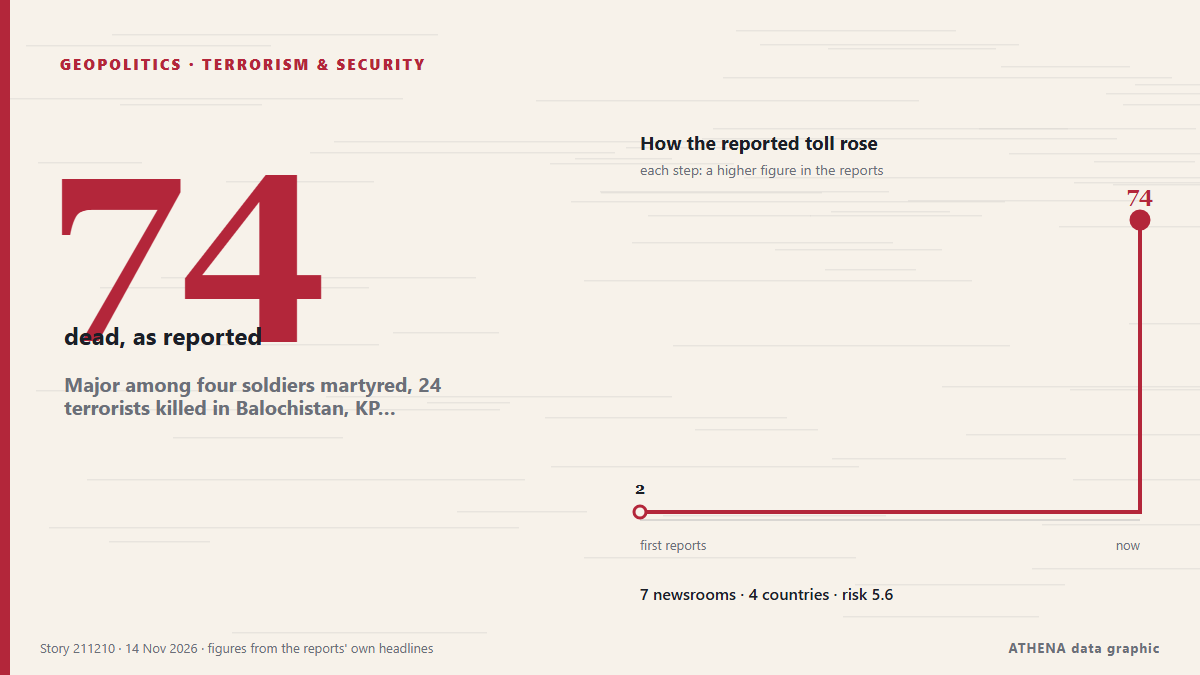 GEOPOLITICS · TERRORISM & SECURITY
74
dead, as reported
Major among four soldiers martyred, 24
terrorists killed in Balochistan, KP…
How the reported toll rose
each step: a higher figure in the reports
74
2
first reports
now
7 newsrooms · 4 countries · risk 5.6
Story 211210 · 14 Nov 2026 · figures from the reports' own headlines
ATHENA data graphic